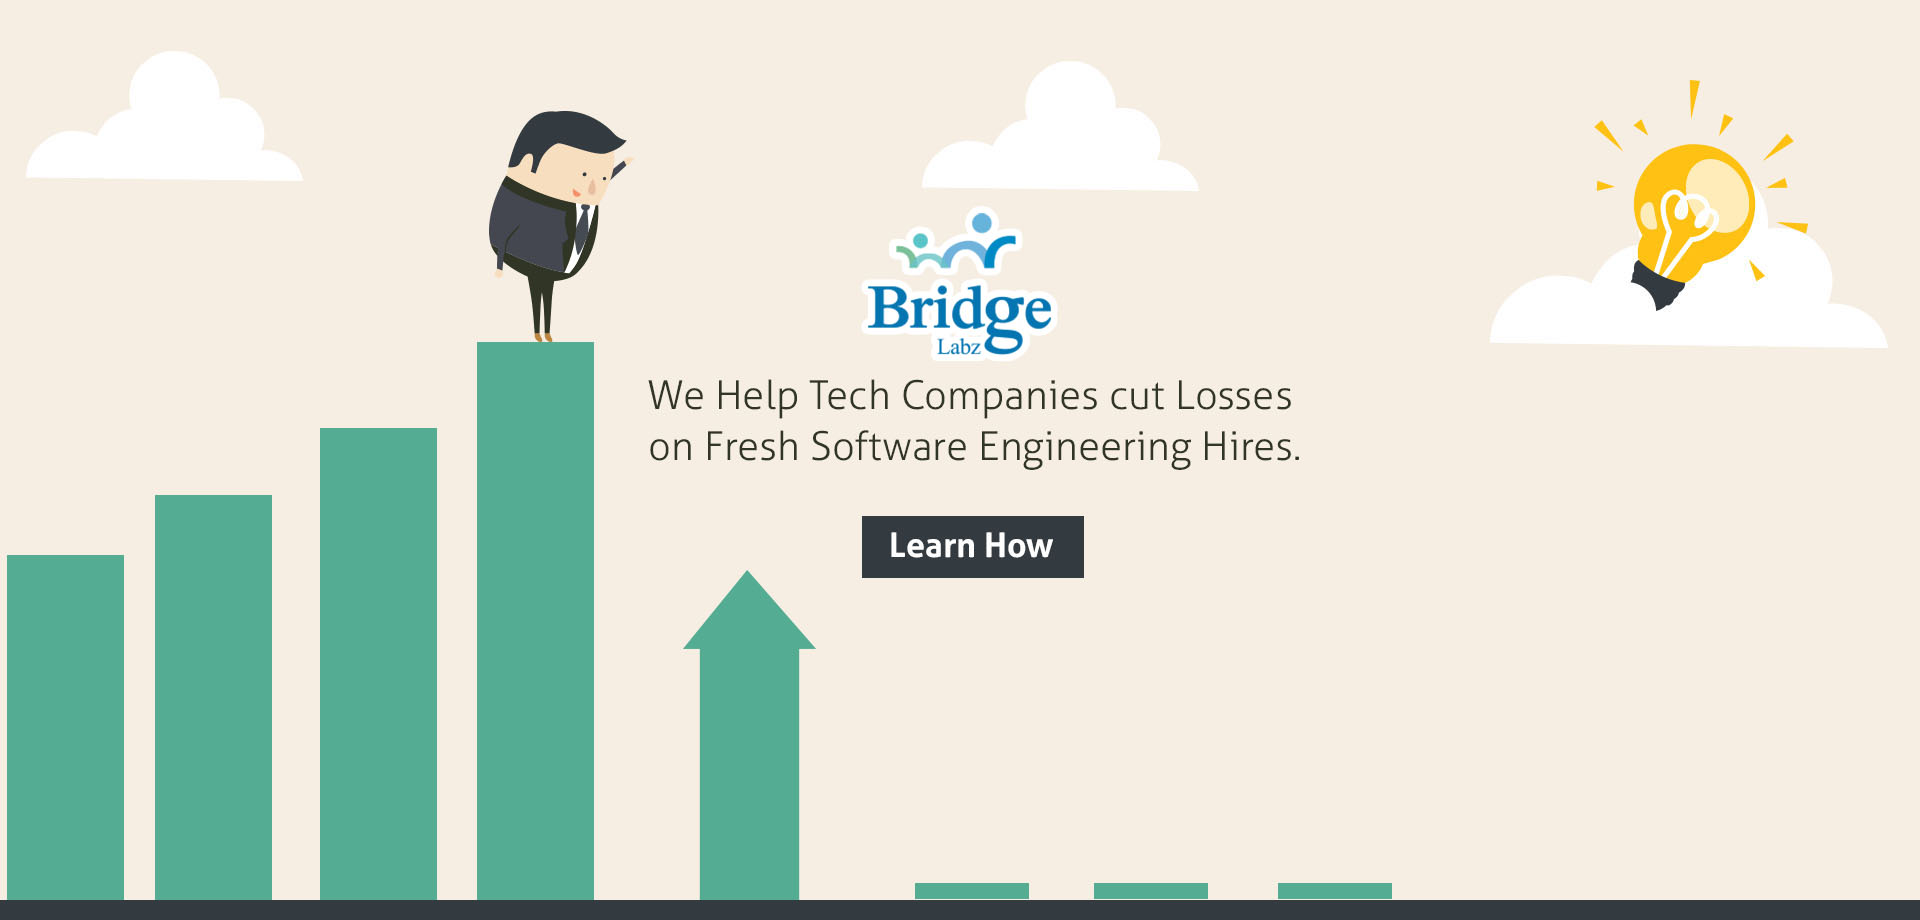 Bridge
Labz
We Help Tech Companies cut Losses
on Fresh Software Engineering Hires.
Learn How